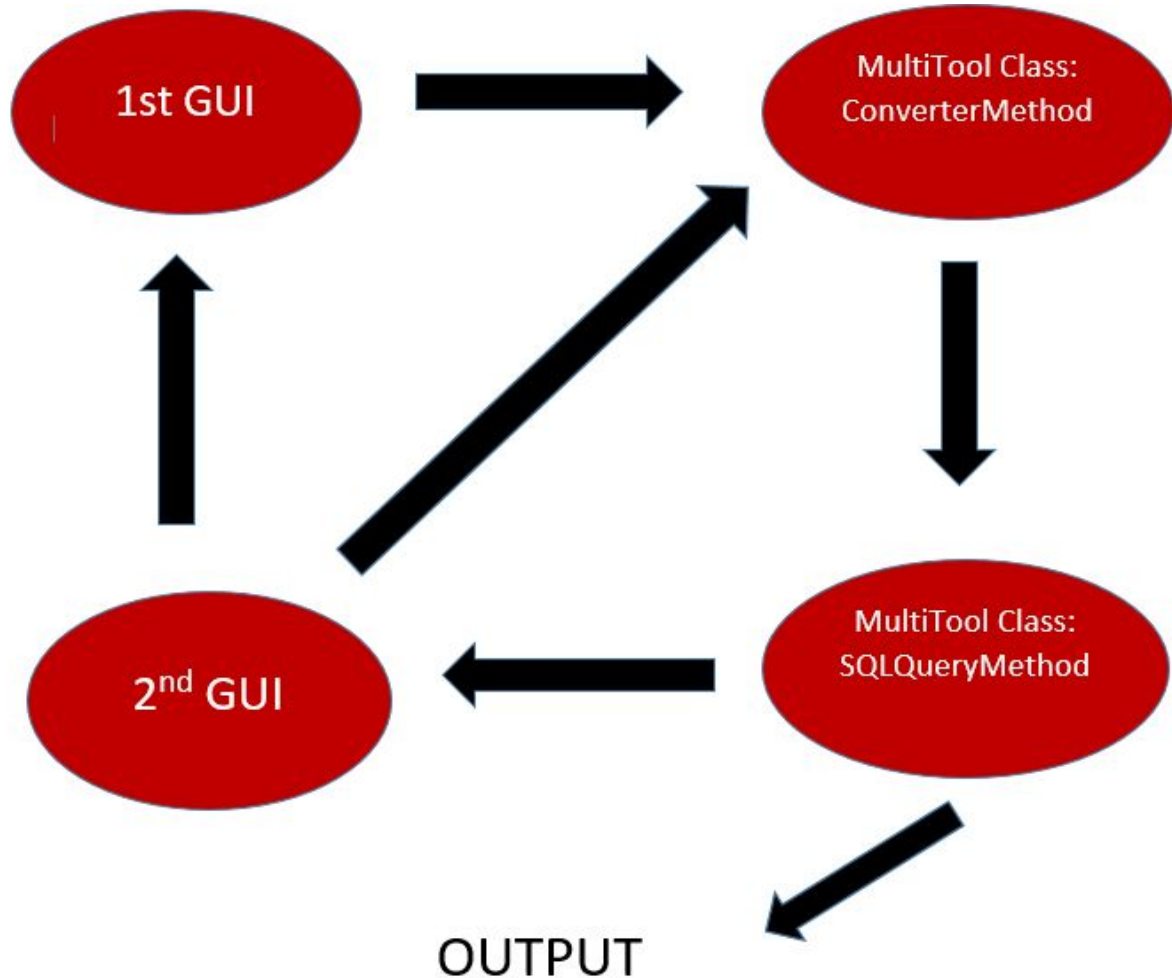 1st GUI
MultiTool Class:
ConverterMethod
2nd GUI
MultiTool Class:
SQLQueryMethod
OUTPUT